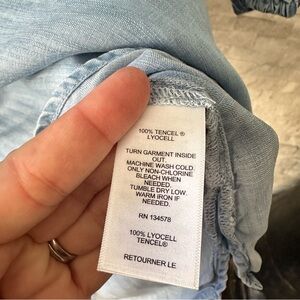 100% TENCEL ®
LYOCELL
TURN GARMENT INSIDE
OUT.
MACHINE WASH COLD.
ONLY NON-CHLORINE
BLEACH WHEN
NEEDED.
TUMBLE DRY LOW.
WARM IRON IF
NEEDED.
RN 134578
100% LYOCELL
TENCEL®
RETOURNER LE